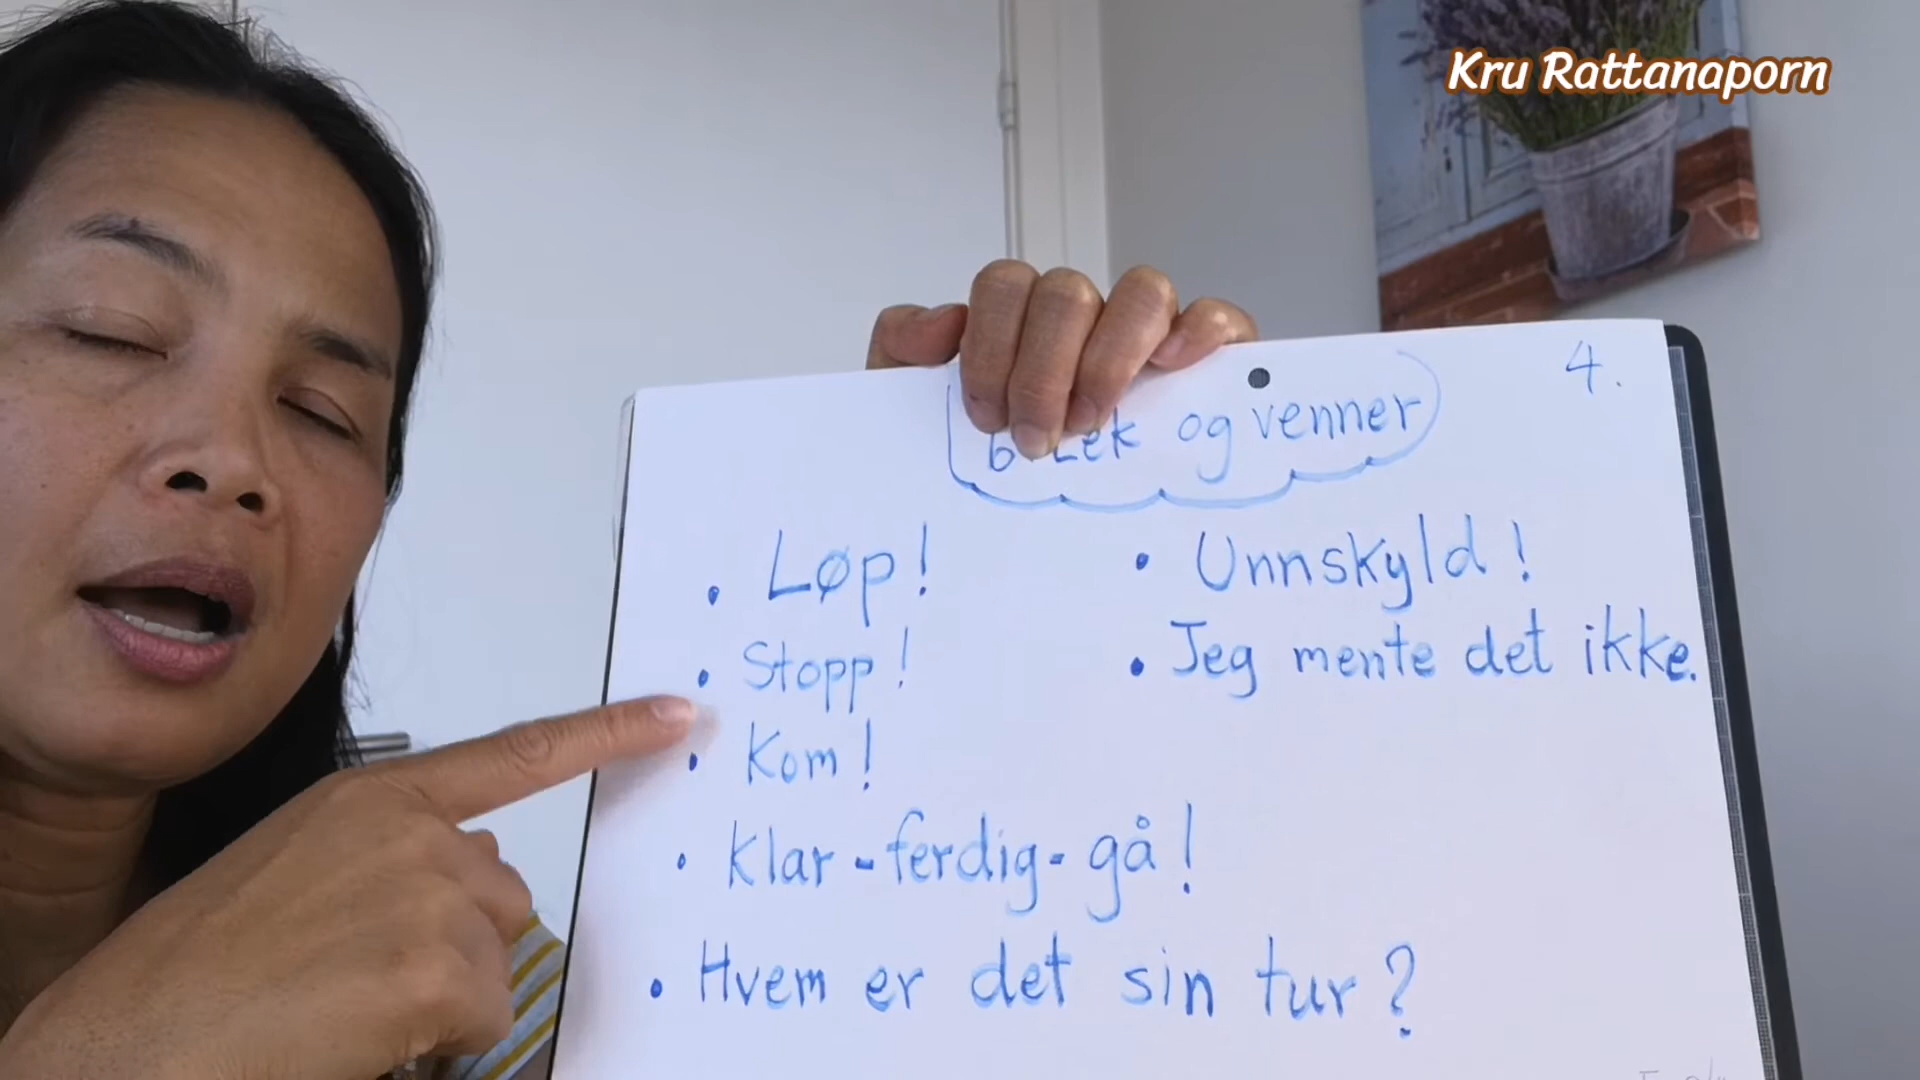 Kru Rattanaporn
4.
6. Lek og venner
• Løp!
• Stopp!
• Kom!
• Klar-ferdig-gå!
• Hvem er det sin tur?
• Unnskyld!
• Jeg mente det ikke.